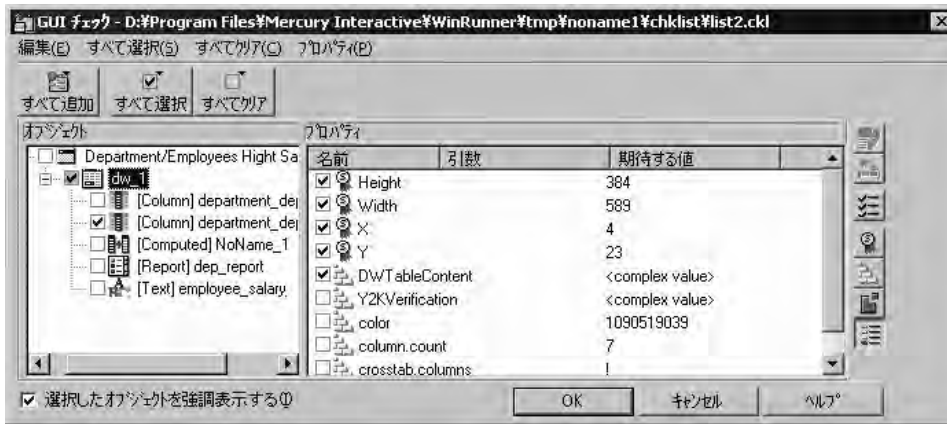 GUI ﾁｪｯｸ - D:¥Program Files¥Mercury Interactive¥WinRunner¥tmp¥noname1¥chklist¥list2.ckl
編集(E) すべて選択(S) すべてｸﾘｱ(C) ﾌﾟﾛﾊﾟﾃｨ(P)
すべて追加 すべて選択 すべてｸﾘｱ
ｵﾌﾞｼﾞｪｸﾄ
Department/Employees Hight Sa
dw_1
[Column] department_de
[Column] department_de
[Computed] NoName_1
[Report] dep_report
[Text] employee_salary
ﾌﾟﾛﾊﾟﾃｨ
名前 引数 期待する値
Height 384
Width 589
X 4
Y 23
DWTableContent <complex value>
Y2KVerification <complex value>
color 1090519039
column.count 7
crosstab.columns !
選択したｵﾌﾞｼﾞｪｸﾄを強調表示する(I)
OK ｷｬﾝｾﾙ ﾍﾙﾌﾟ